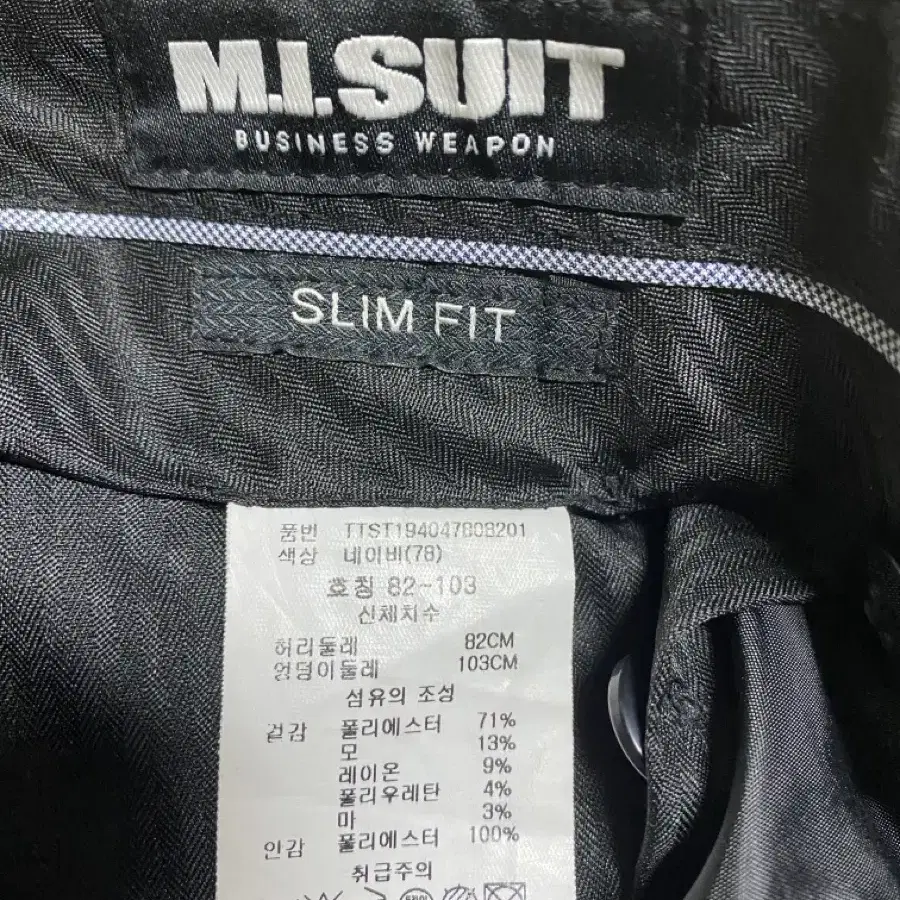 M.I.SUIT
BUSINESS WEAPON
SLIM FIT
품번 TTST194047808201
색상 네이비(78)
호칭 82-103
신체치수
허리둘레 82CM
엉덩이둘레 103CM
섬유의 조성
겉감 폴리에스터 71%
모 13%
레이온 9%
폴리우레탄 4%
마 3%
안감 폴리에스터 100%
취급주의